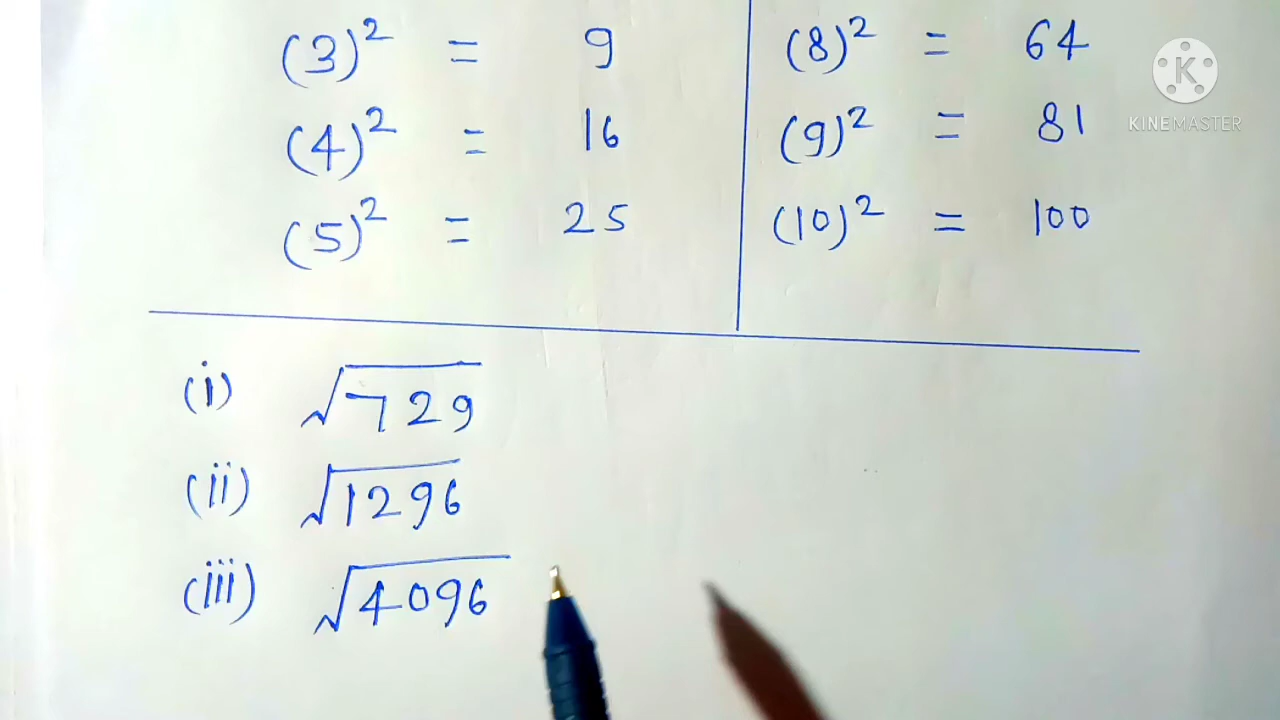 (3)² = 9
(4)² = 16
(5)² = 25
(8)² = 64
(9)² = 81
(10)² = 100
(i) √729
(ii) √1296
(iii) √4096
K
KINEMASTER